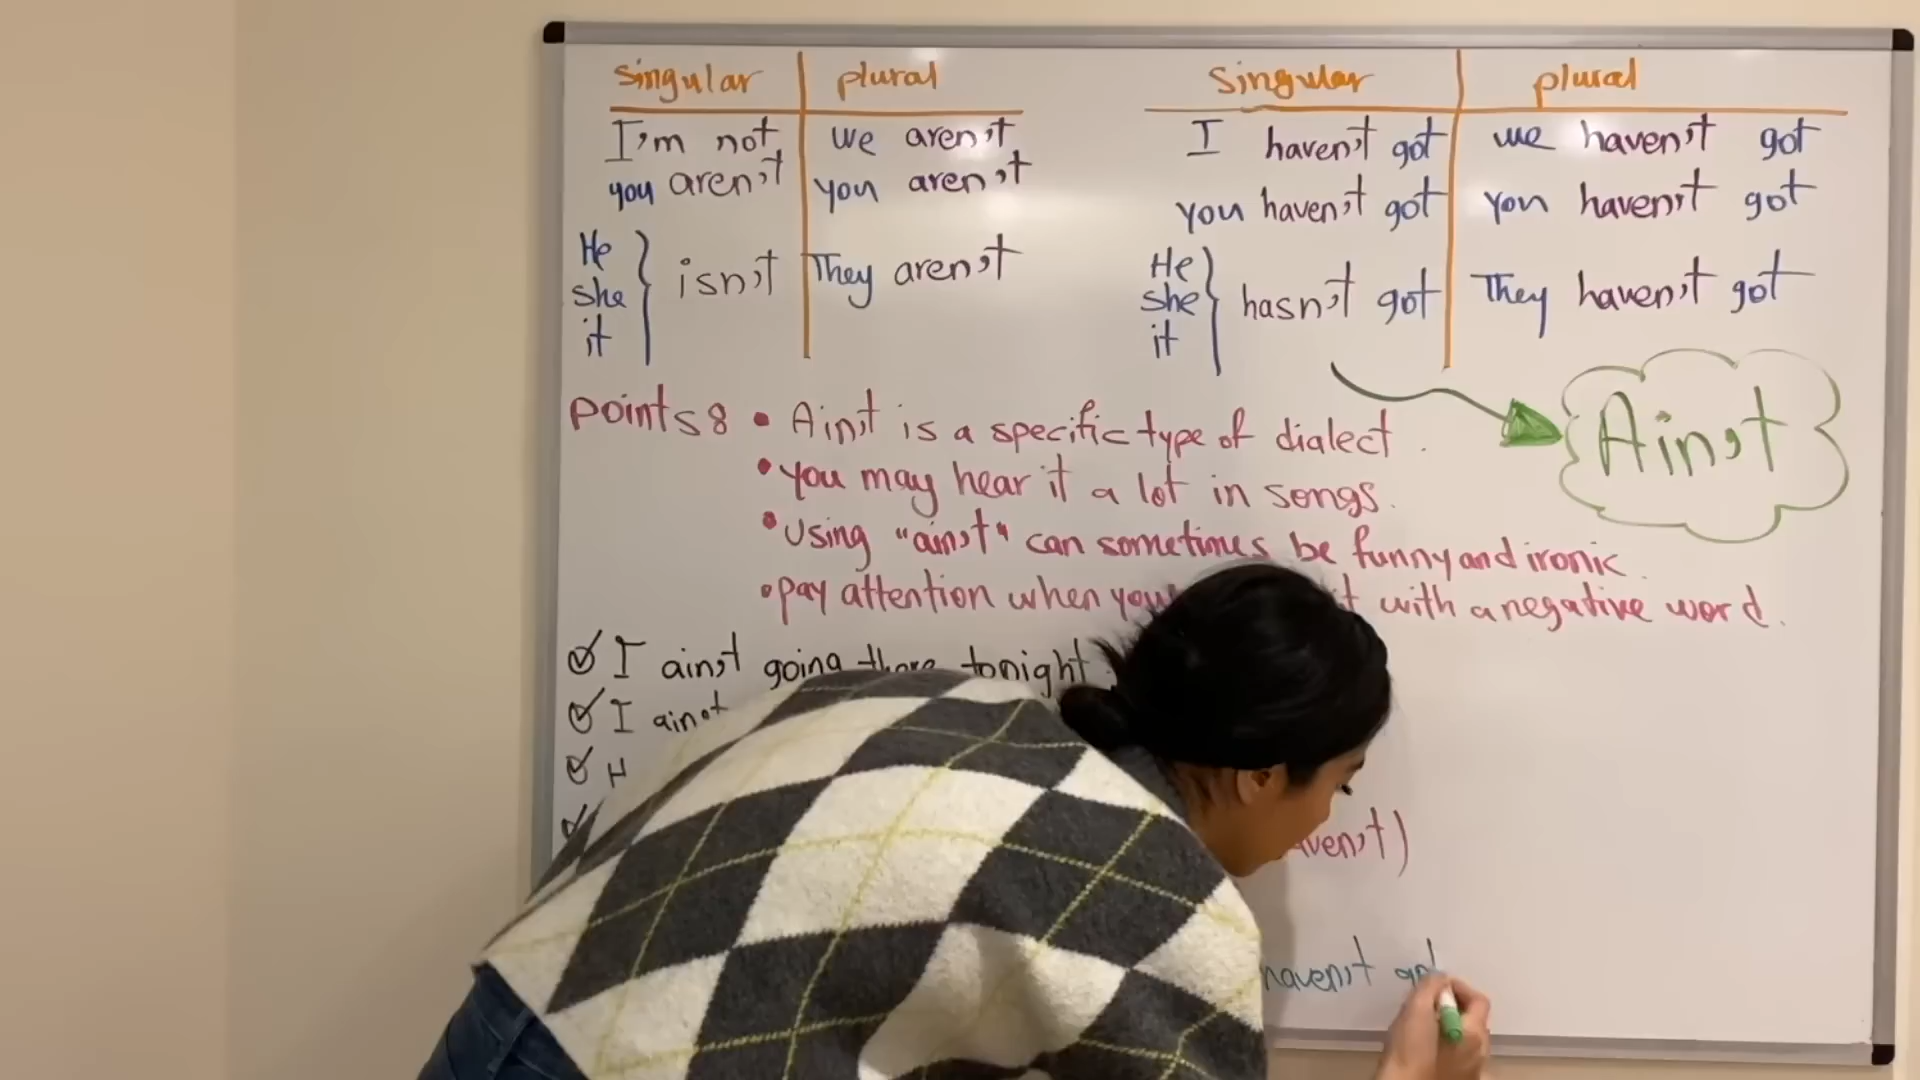 singular plural
I'm not we aren't
you aren't you aren't
He
she isn't They aren't
it
singular plural
I haven't got we haven't got
you haven't got you haven't got
He
she hasn't got They haven't got
it
Ain't
points: • Ain't is a specific type of dialect.
• you may hear it a lot in songs.
• Using "ain't" can sometimes be funny and ironic.
• pay attention when you with a negative word.
I ain't going there tonight
I ain't
haven't got